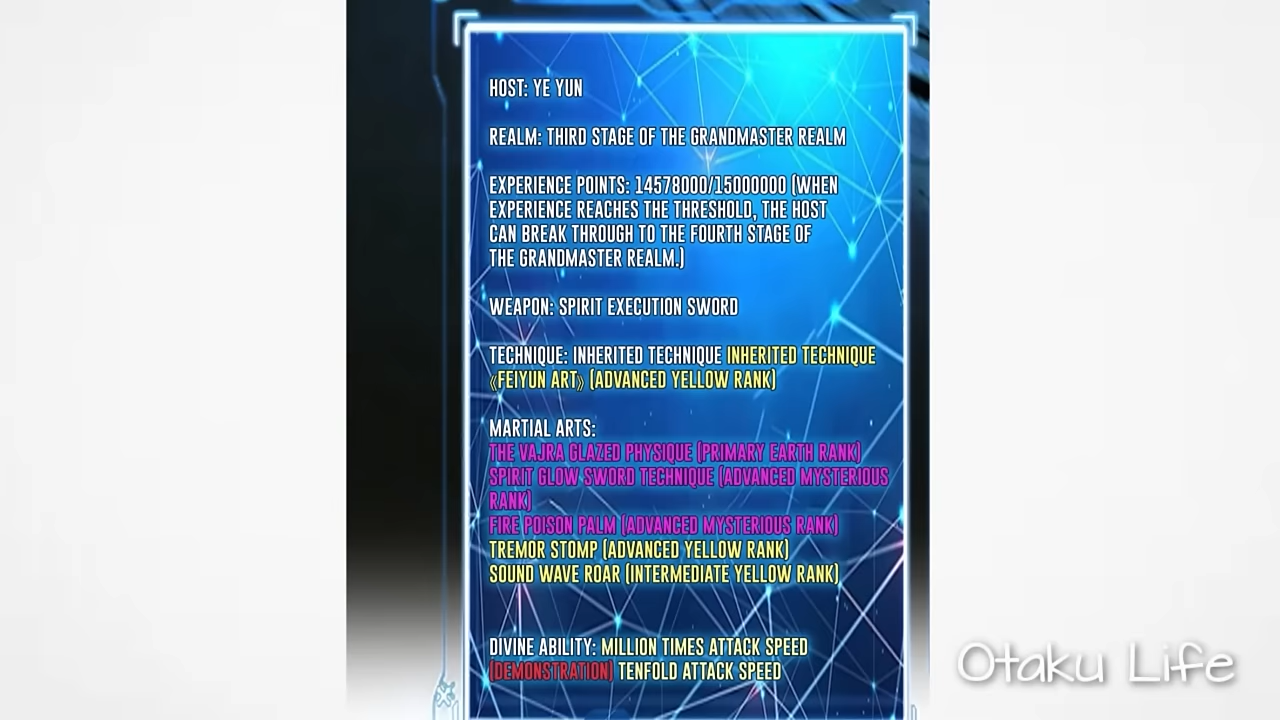 HOST: YE YUN
REALM: THIRD STAGE OF THE GRANDMASTER REALM
EXPERIENCE POINTS: 14578000/15000000 (WHEN
EXPERIENCE REACHES THE THRESHOLD, THE HOST
CAN BREAK THROUGH TO THE FOURTH STAGE OF
THE GRANDMASTER REALM.)
WEAPON: SPIRIT EXECUTION SWORD
TECHNIQUE: INHERITED TECHNIQUE INHERITED TECHNIQUE
《FEIYUN ART》 (ADVANCED YELLOW RANK)
MARTIAL ARTS:
THE VAJRA GLAZED PHYSIQUE (PRIMARY EARTH RANK)
SPIRIT GLOW SWORD TECHNIQUE (ADVANCED MYSTERIOUS
RANK)
FIRE POISON PALM (ADVANCED MYSTERIOUS RANK)
TREMOR STOMP (ADVANCED YELLOW RANK)
SOUND WAVE ROAR (INTERMEDIATE YELLOW RANK)
DIVINE ABILITY: MILLION TIMES ATTACK SPEED
(DEMONSTRATION) TENFOLD ATTACK SPEED
Otaku Life